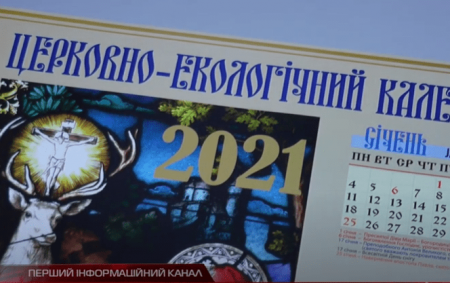 ЦЕРКОВНО-ЕКОЛОГІЧНИЙ КАЛЕ
2021
СІЧЕНЬ
ПН ВТ СР ЧТ П
1
4 5 6 7 8
11 12 13 14 15
18 19 20 21 22
25 26 27 28 29
ПЕРШИЙ ІНФОРМАЦІЙНИЙ КАНАЛ